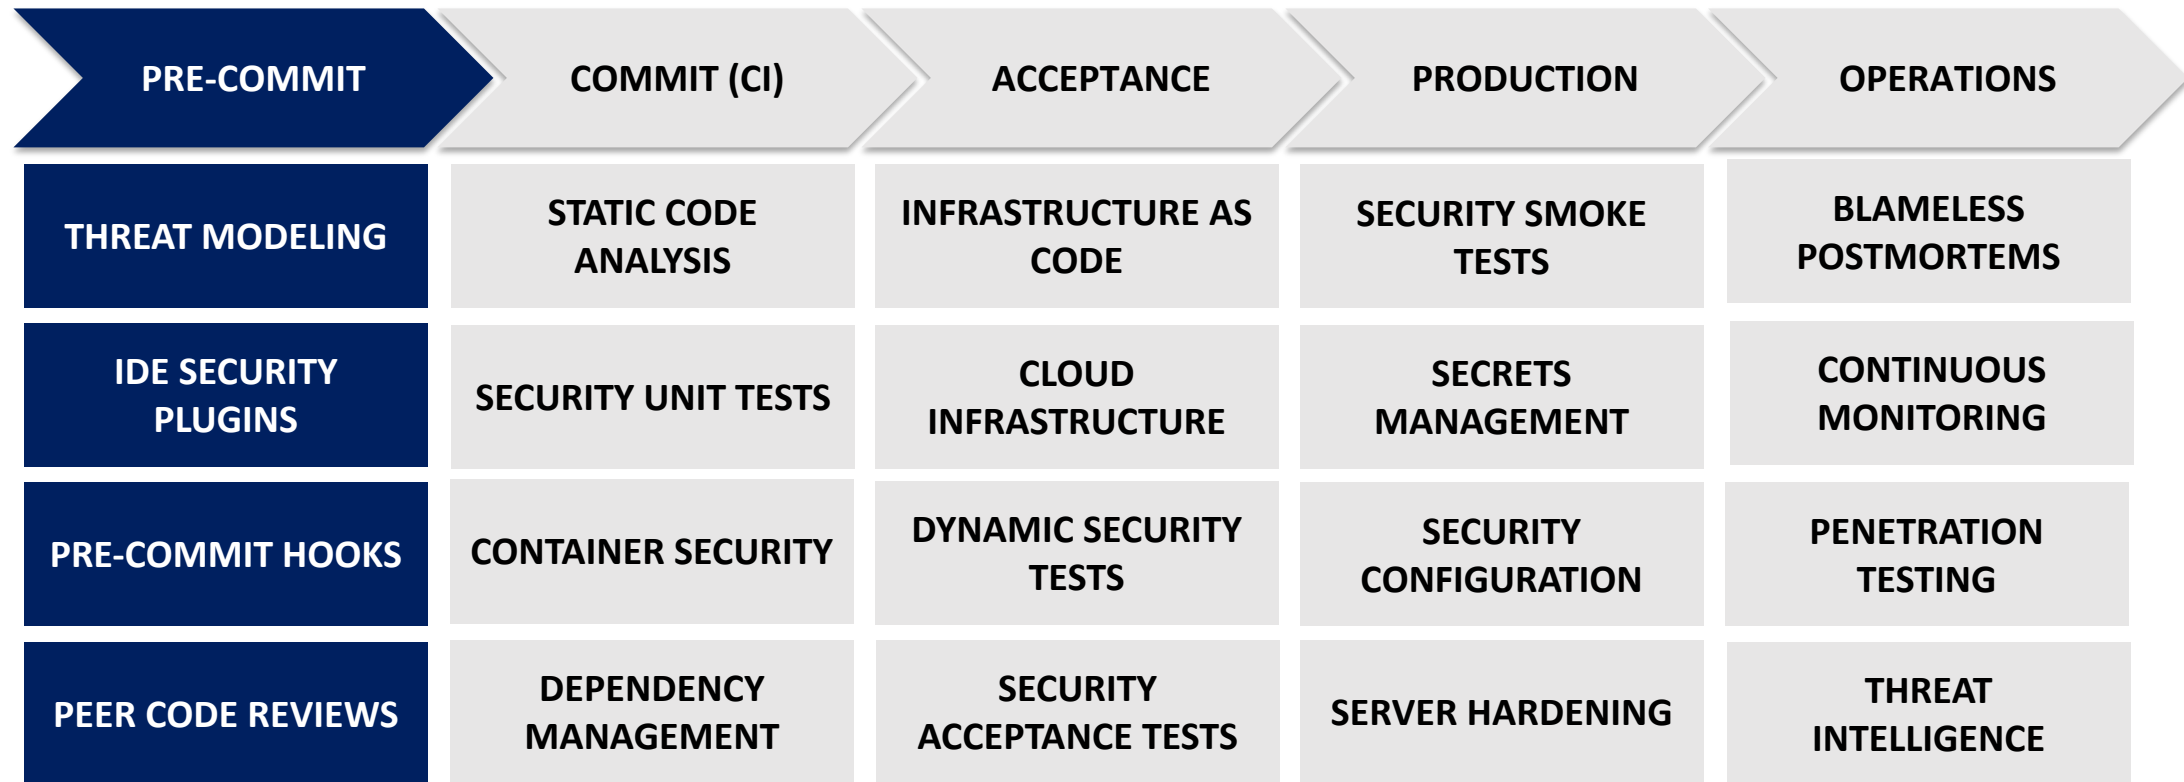 PRE-COMMIT
COMMIT (CI)
ACCEPTANCE
PRODUCTION
OPERATIONS
THREAT MODELING
STATIC CODE
ANALYSIS
INFRASTRUCTURE AS
CODE
SECURITY SMOKE
TESTS
BLAMELESS
POSTMORTEMS
IDE SECURITY
PLUGINS
SECURITY UNIT TESTS
CLOUD
INFRASTRUCTURE
SECRETS
MANAGEMENT
CONTINUOUS
MONITORING
PRE-COMMIT HOOKS
CONTAINER SECURITY
DYNAMIC SECURITY
TESTS
SECURITY
CONFIGURATION
PENETRATION
TESTING
PEER CODE REVIEWS
DEPENDENCY
MANAGEMENT
SECURITY
ACCEPTANCE TESTS
SERVER HARDENING
THREAT
INTELLIGENCE